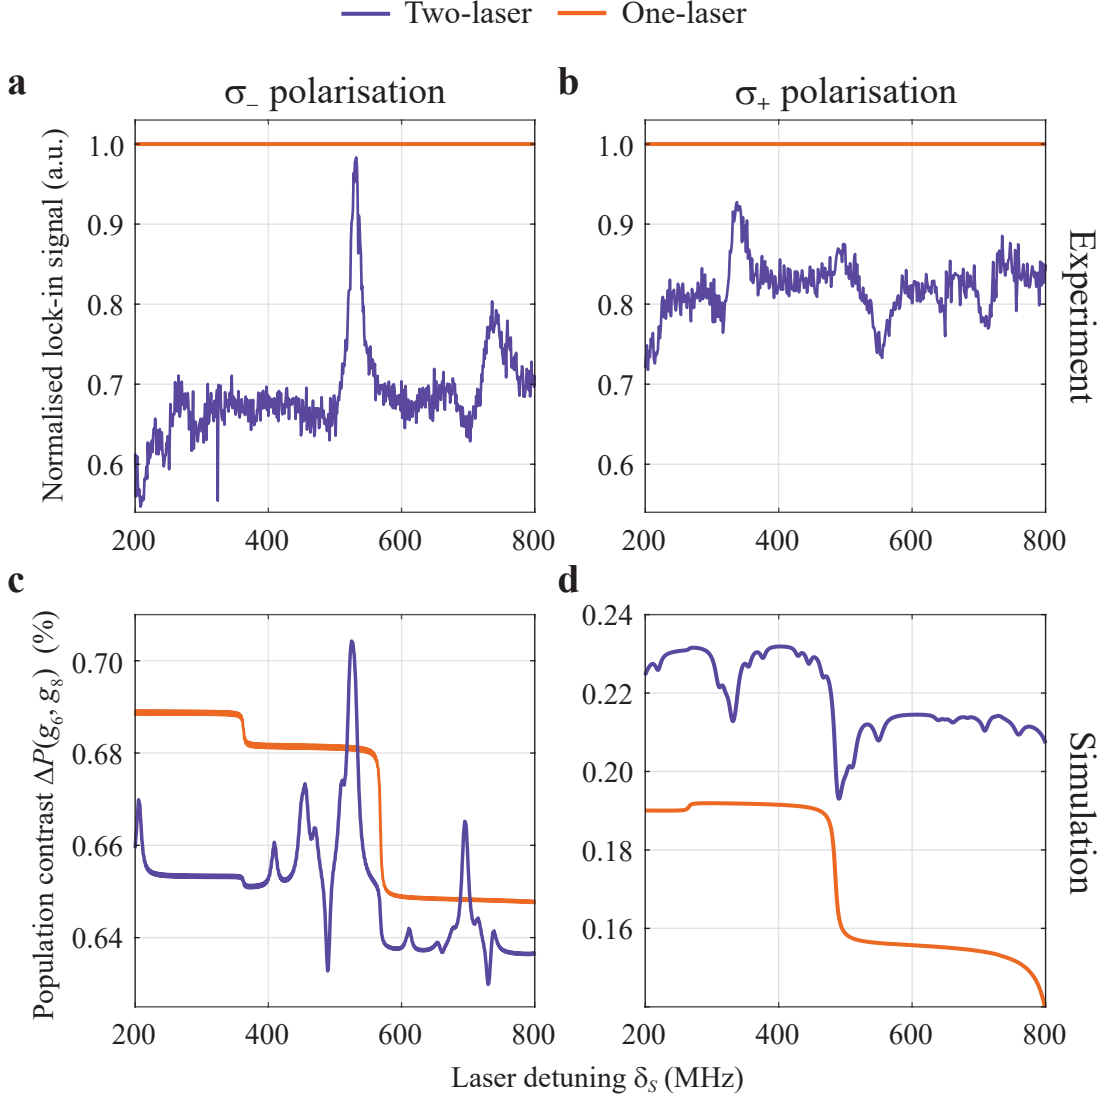 Two-laser One-laser
a σ₋ polarisation b σ₊ polarisation
Normalised lock-in signal (a.u.)
1.0
0.9
0.8
0.7
0.6
200 400 600 800
1.0
0.9
0.8
0.7
0.6
200 400 600 800
Experiment
c d
Population contrast ΔP(g₆, g₈) (%)
0.70
0.68
0.66
0.64
200 400 600 800
0.24
0.22
0.20
0.18
0.16
200 400 600 800
Simulation
Laser detuning δ_S (MHz)